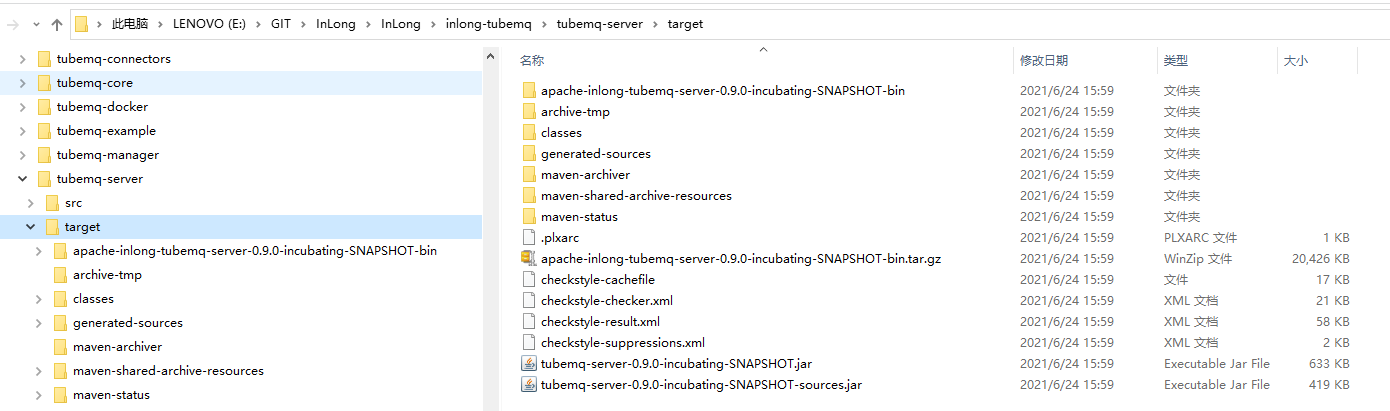 此电脑 > LENOVO (E:) > GIT > InLong > InLong > inlong-tubemq > tubemq-server > target
tubemq-connectors
tubemq-core
tubemq-docker
tubemq-example
tubemq-manager
tubemq-server
src
target
apache-inlong-tubemq-server-0.9.0-incubating-SNAPSHOT-bin
archive-tmp
classes
generated-sources
maven-archiver
maven-shared-archive-resources
maven-status
名称 修改日期 类型 大小
apache-inlong-tubemq-server-0.9.0-incubating-SNAPSHOT-bin 2021/6/24 15:59 文件夹
archive-tmp 2021/6/24 15:59 文件夹
classes 2021/6/24 15:59 文件夹
generated-sources 2021/6/24 15:59 文件夹
maven-archiver 2021/6/24 15:59 文件夹
maven-shared-archive-resources 2021/6/24 15:59 文件夹
maven-status 2021/6/24 15:59 文件夹
.plxarc 2021/6/24 15:59 PLXARC 文件 1 KB
apache-inlong-tubemq-server-0.9.0-incubating-SNAPSHOT-bin.tar.gz 2021/6/24 15:59 WinZip 文件 20,426 KB
checkstyle-cachefile 2021/6/24 15:59 文件 17 KB
checkstyle-checker.xml 2021/6/24 15:59 XML 文档 21 KB
checkstyle-result.xml 2021/6/24 15:59 XML 文档 58 KB
checkstyle-suppressions.xml 2021/6/24 15:59 XML 文档 2 KB
tubemq-server-0.9.0-incubating-SNAPSHOT.jar 2021/6/24 15:59 Executable Jar File 633 KB
tubemq-server-0.9.0-incubating-SNAPSHOT-sources.jar 2021/6/24 15:59 Executable Jar File 419 KB